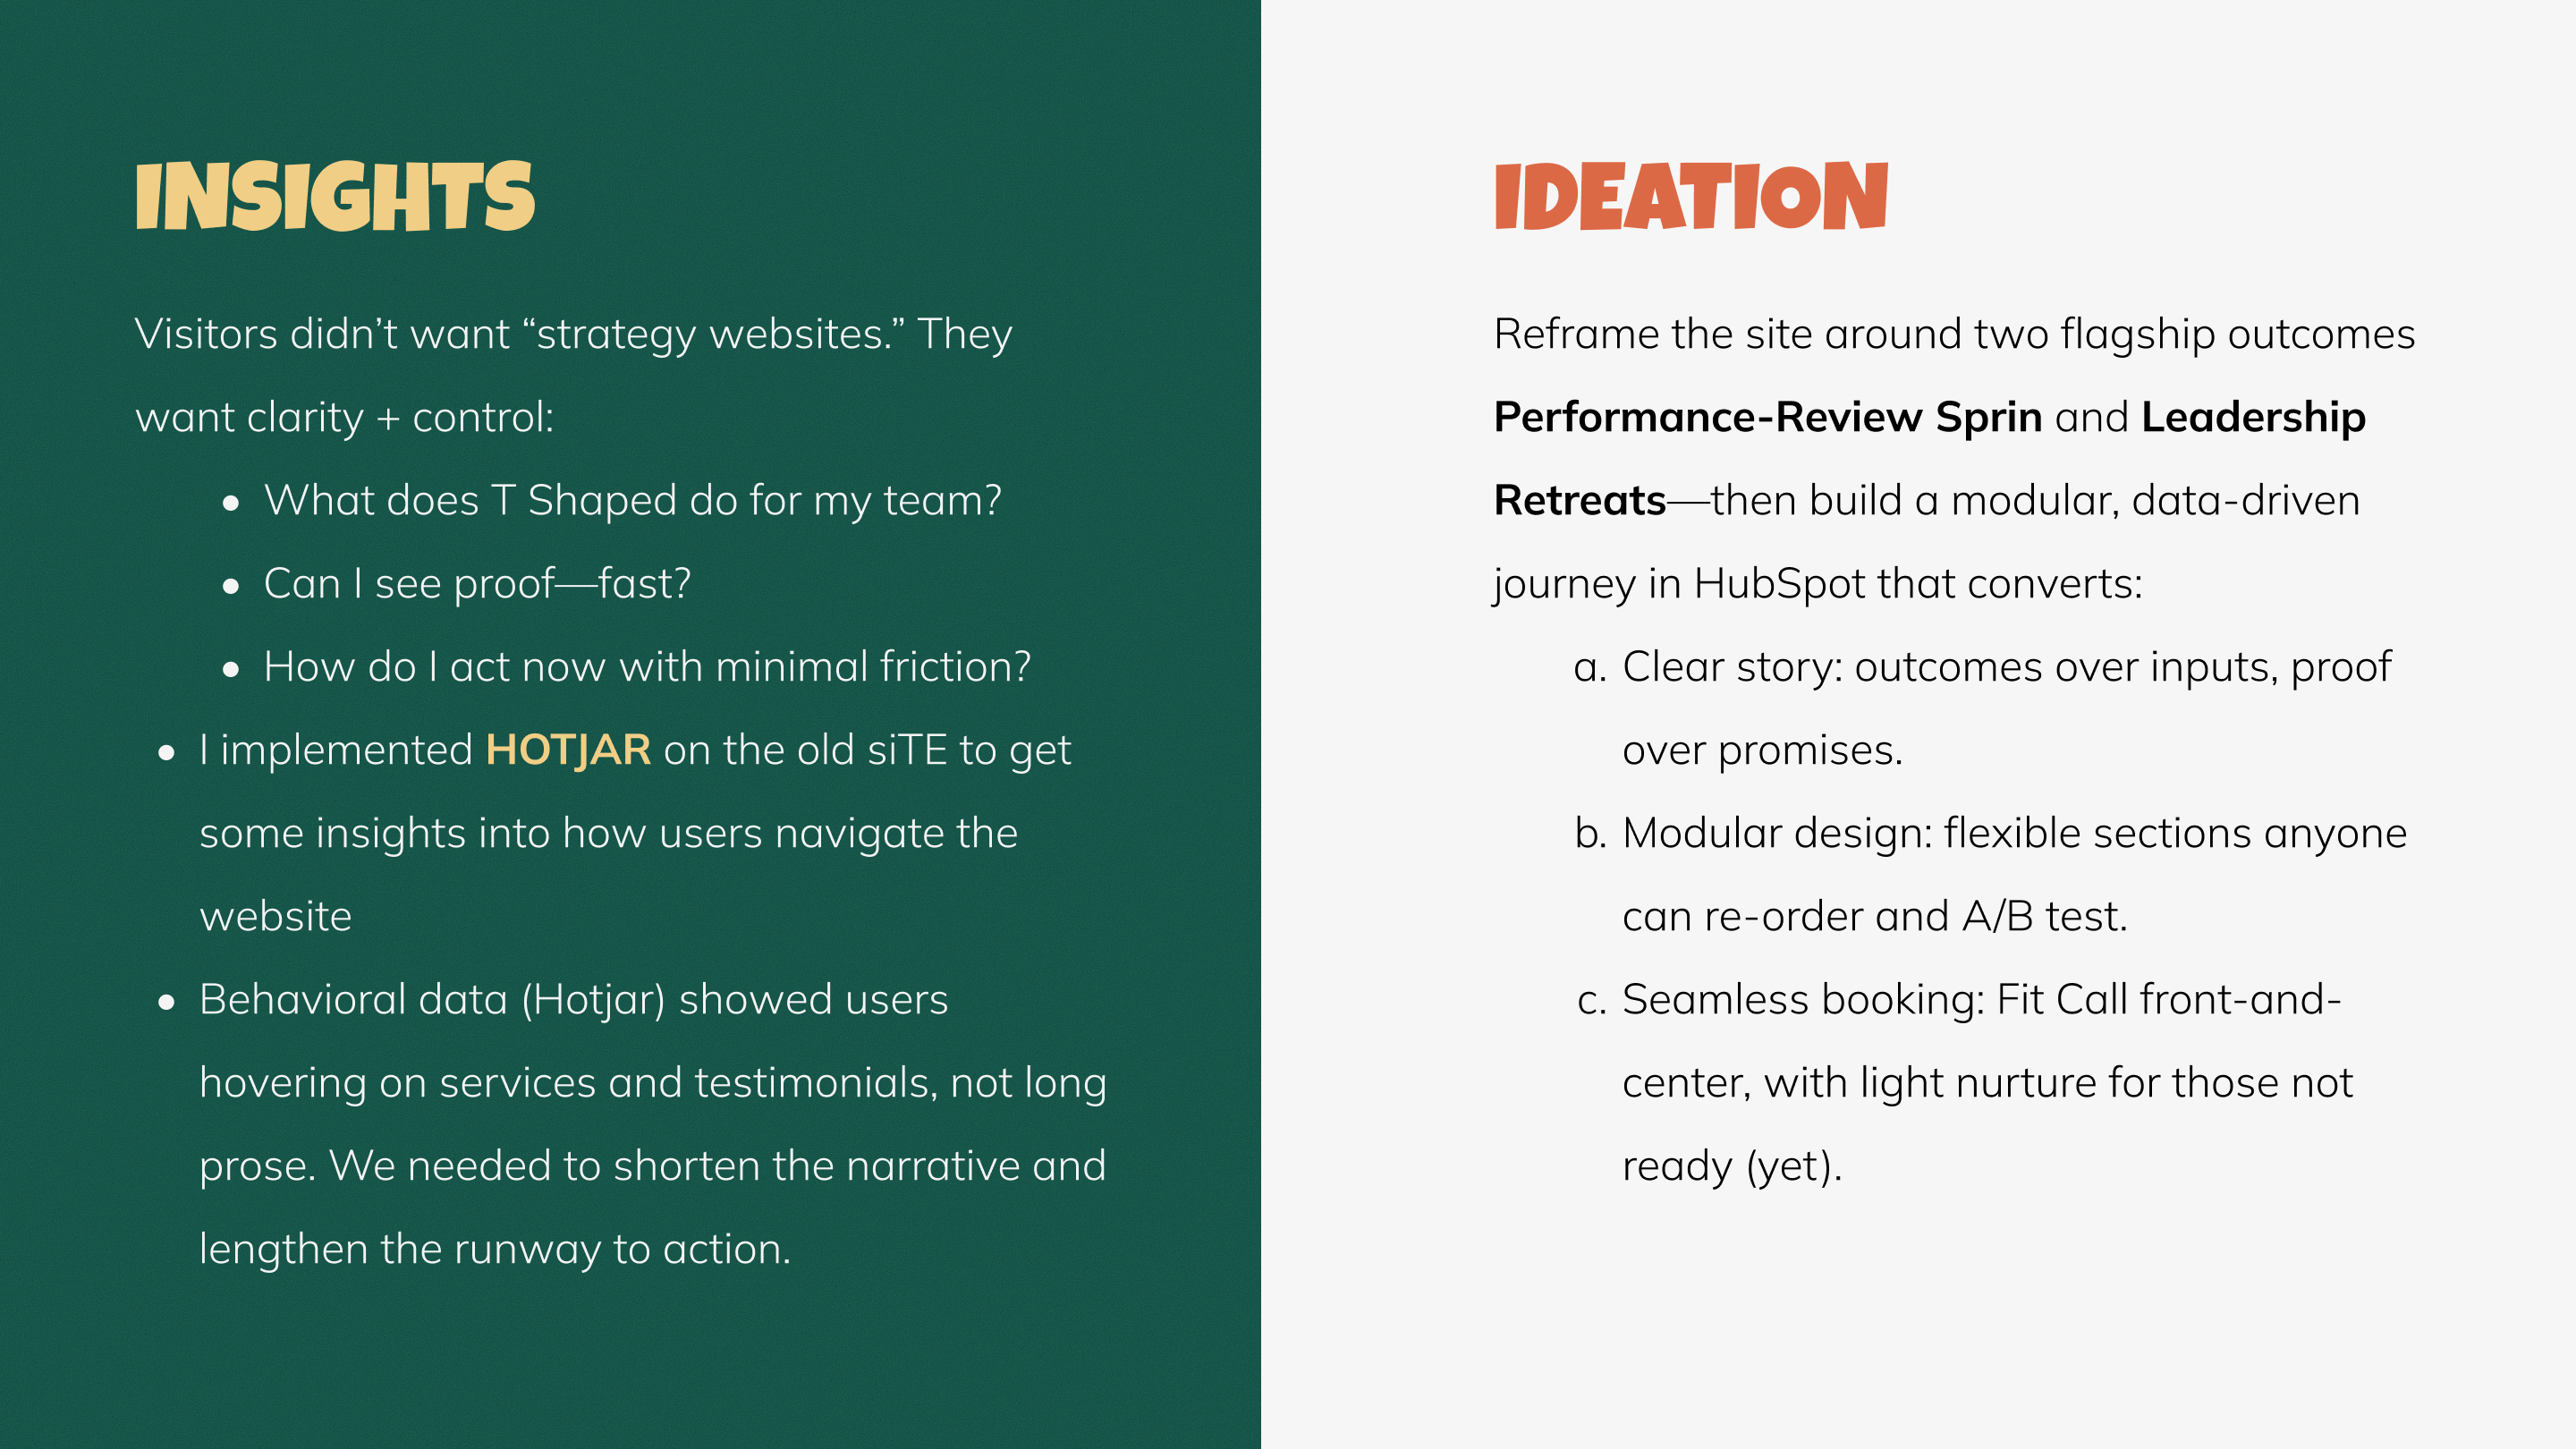 INSIGHTS
Visitors didn’t want “strategy websites.” They
want clarity + control:
• What does T Shaped do for my team?
• Can I see proof—fast?
• How do I act now with minimal friction?
• I implemented HOTJAR on the old siTE to get
some insights into how users navigate the
website
• Behavioral data (Hotjar) showed users
hovering on services and testimonials, not long
prose. We needed to shorten the narrative and
lengthen the runway to action.
IDEATION
Reframe the site around two flagship outcomes
Performance-Review Sprin and Leadership
Retreats—then build a modular, data-driven
journey in HubSpot that converts:
a. Clear story: outcomes over inputs, proof
over promises.
b. Modular design: flexible sections anyone
can re-order and A/B test.
c. Seamless booking: Fit Call front-and-
center, with light nurture for those not
ready (yet).